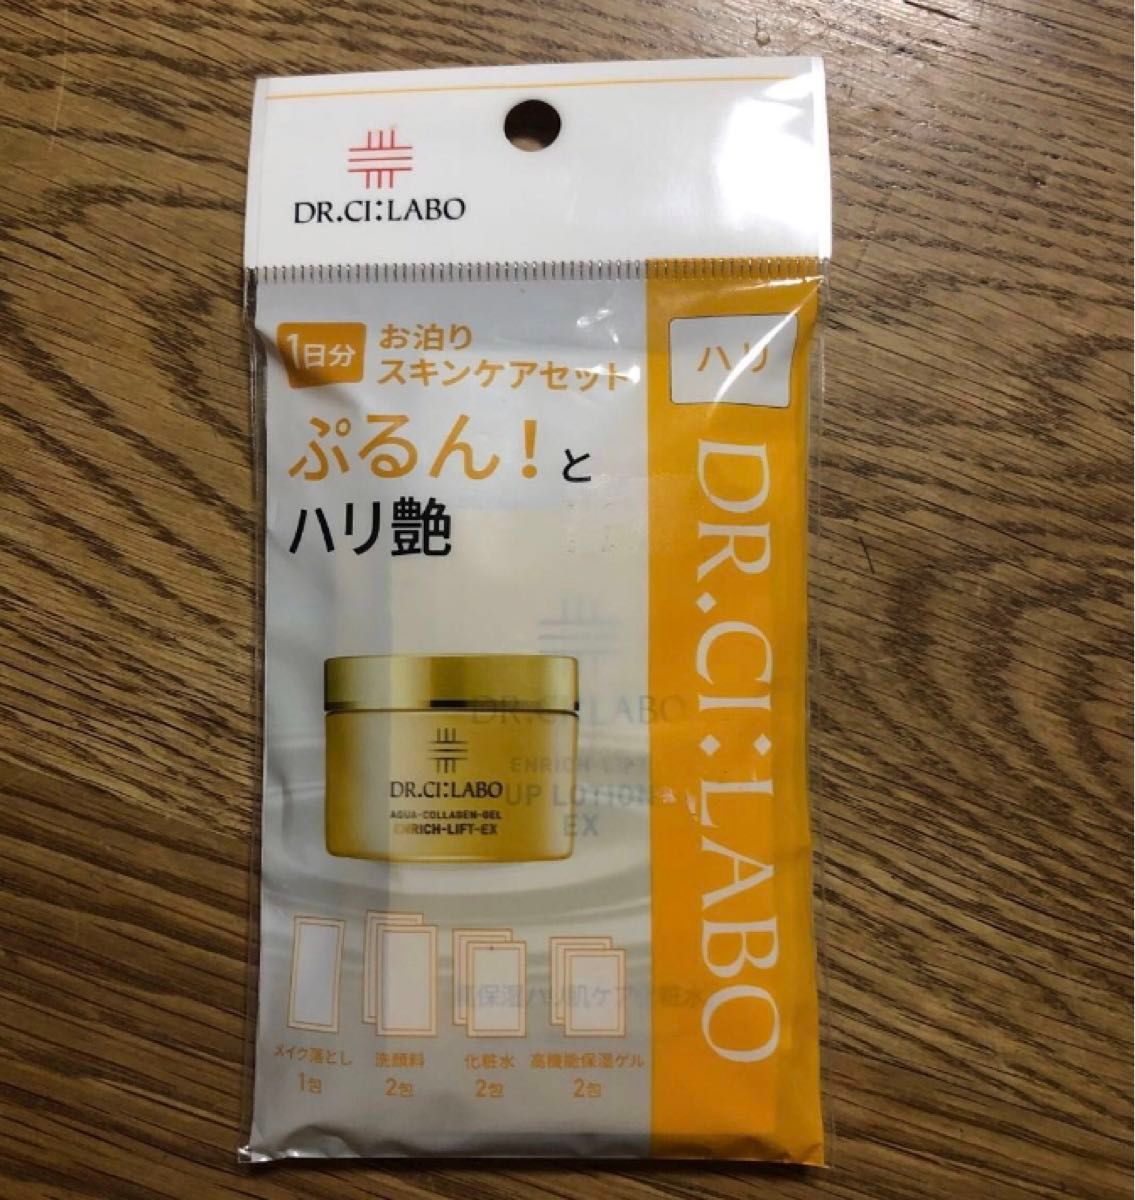 DR.CI:LABO
1日分
お泊り
スキンケアセット
ハリ
ぷるん!と
ハリ艶
DR.CI:LABO
DR.CI:LABO
AQUA-COLLAGEN-GEL
ENRICH-LIFT-EX
DR.CI:LABO
ENRICH-LIFT
UP LOTION
EX
保湿ハリ肌ケア化粧水
メイク落とし
1包
洗顔料
2包
化粧水
2包
高機能保湿ゲル
2包